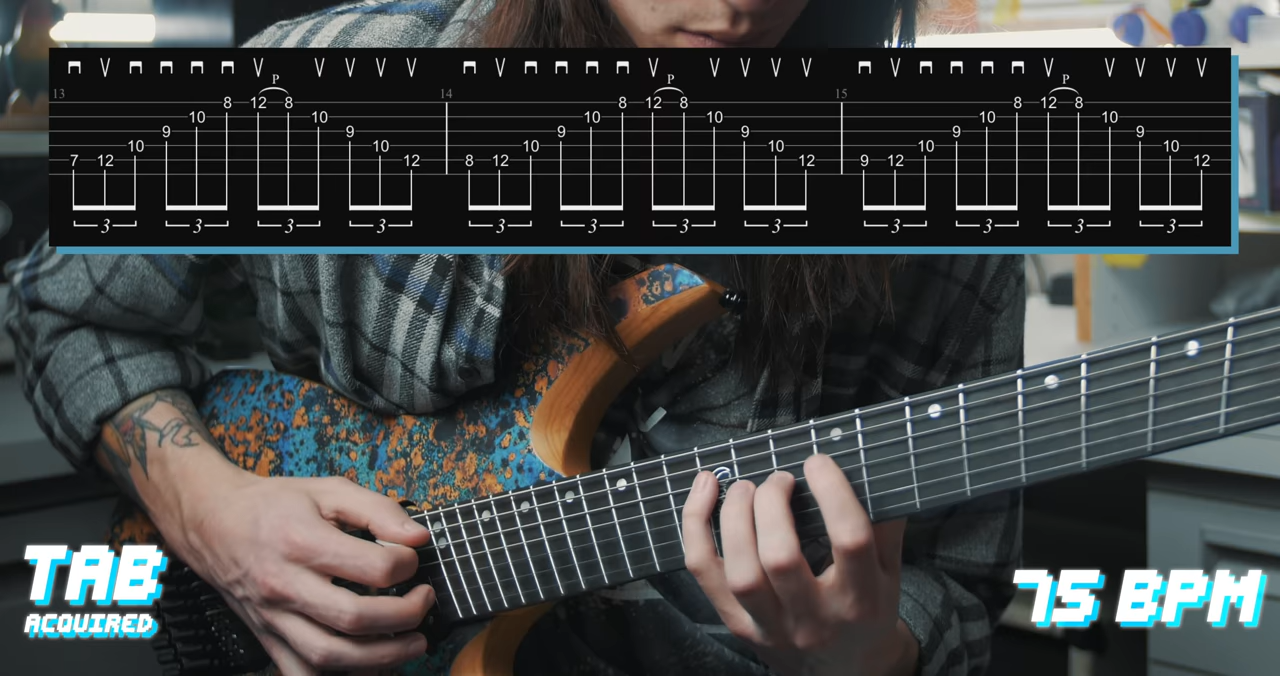 P P P
13 14 15
8 12 8 8 12 8 8 12 8
10 10 10 10 10 10
9 9 9 9 9 9
10 10 10 10 10 10
7 12 12 8 12 12 9 12 12
3 3 3 3 3 3 3 3 3 3 3 3
TAB
ACQUIRED
75 BPM